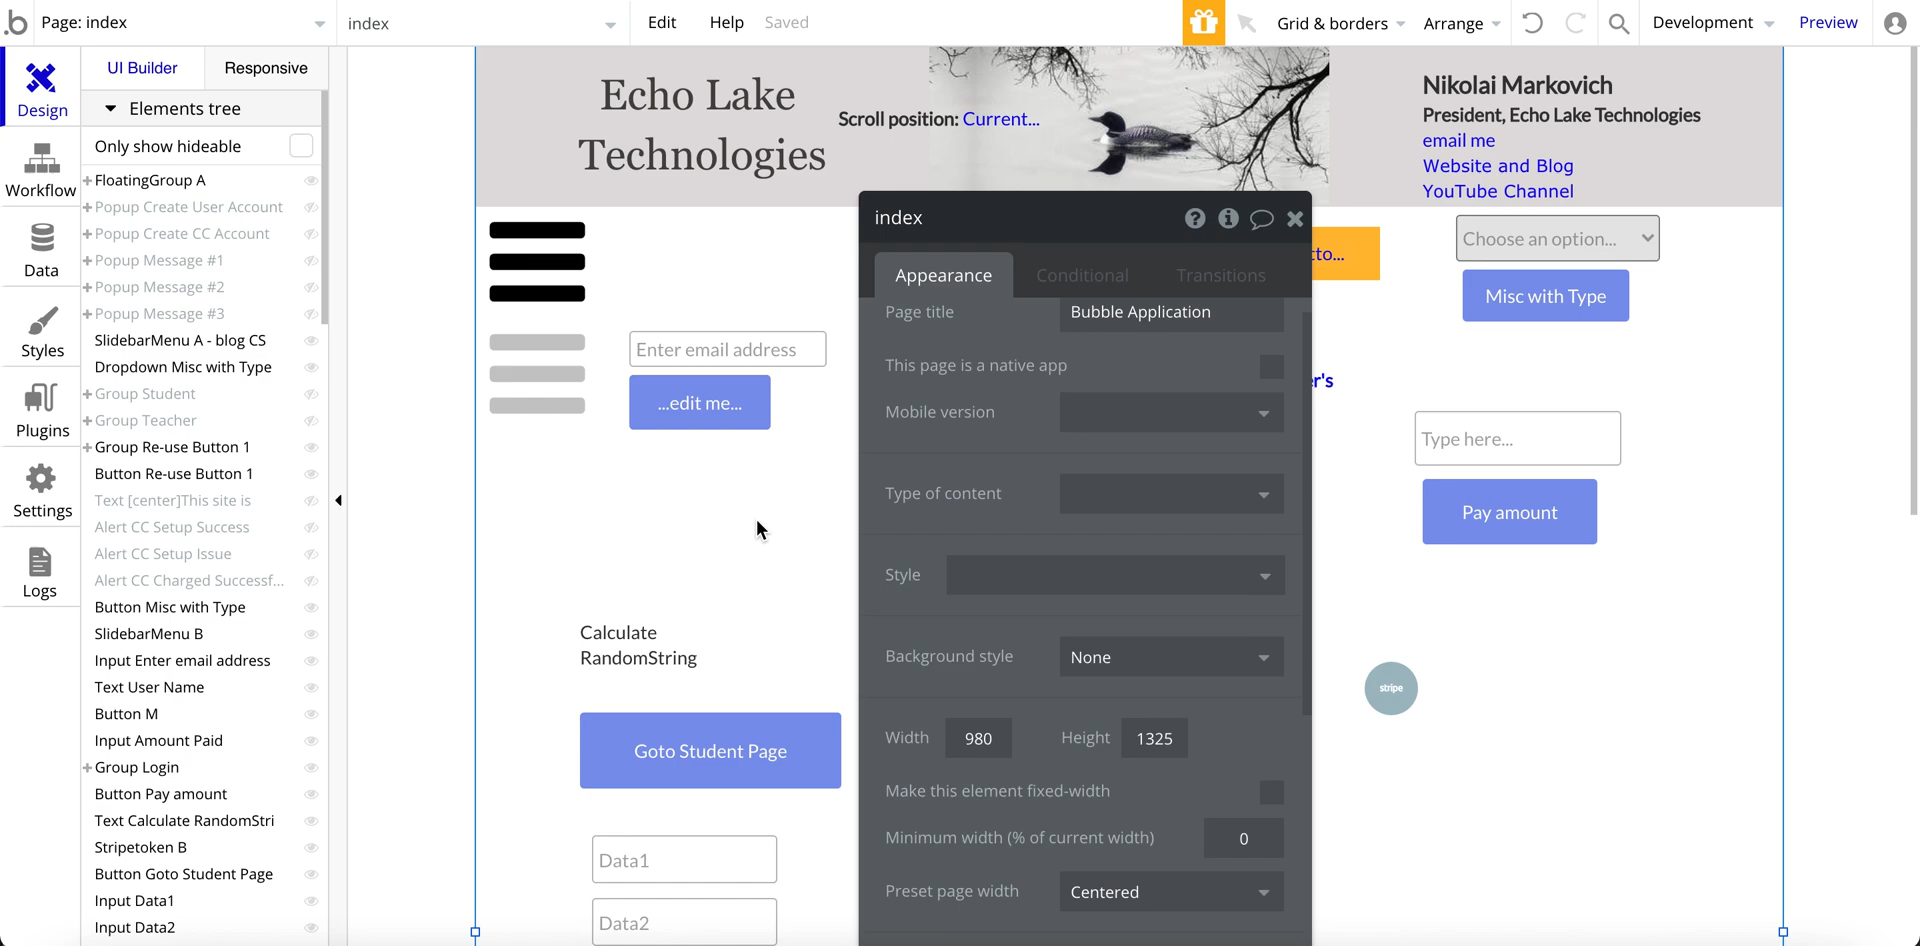 .b Page: index index Edit Help Saved Grid & borders Arrange Development Preview
UI Builder Responsive
Elements tree
Only show hideable
Design
Workflow
Data
Styles
Plugins
Settings
Logs
FloatingGroup A
Popup Create User Account
Popup Create CC Account
Popup Message #1
Popup Message #2
Popup Message #3
SlidebarMenu A - blog CS
Dropdown Misc with Type
Group Student
Group Teacher
Group Re-use Button 1
Button Re-use Button 1
Text [center]This site is
Alert CC Setup Success
Alert CC Setup Issue
Alert CC Charged Successf...
Button Misc with Type
SlidebarMenu B
Input Enter email address
Text User Name
Button M
Input Amount Paid
Group Login
Button Pay amount
Text Calculate RandomStri
Stripetoken B
Button Goto Student Page
Input Data1
Input Data2
Echo Lake
Technologies
Scroll position: Current...
Nikolai Markovich
President, Echo Lake Technologies
email me
Website and Blog
YouTube Channel
Enter email address
...edit me...
Calculate
RandomString
Goto Student Page
Data1
Data2
index
Appearance Conditional Transitions
Page title Bubble Application
This page is a native app
Mobile version
Type of content
Style
Background style None
Width 980 Height 1325
Make this element fixed-width
Minimum width (% of current width) 0
Preset page width Centered
to...
Choose an option...
Misc with Type
r's
Type here...
Pay amount
stripe